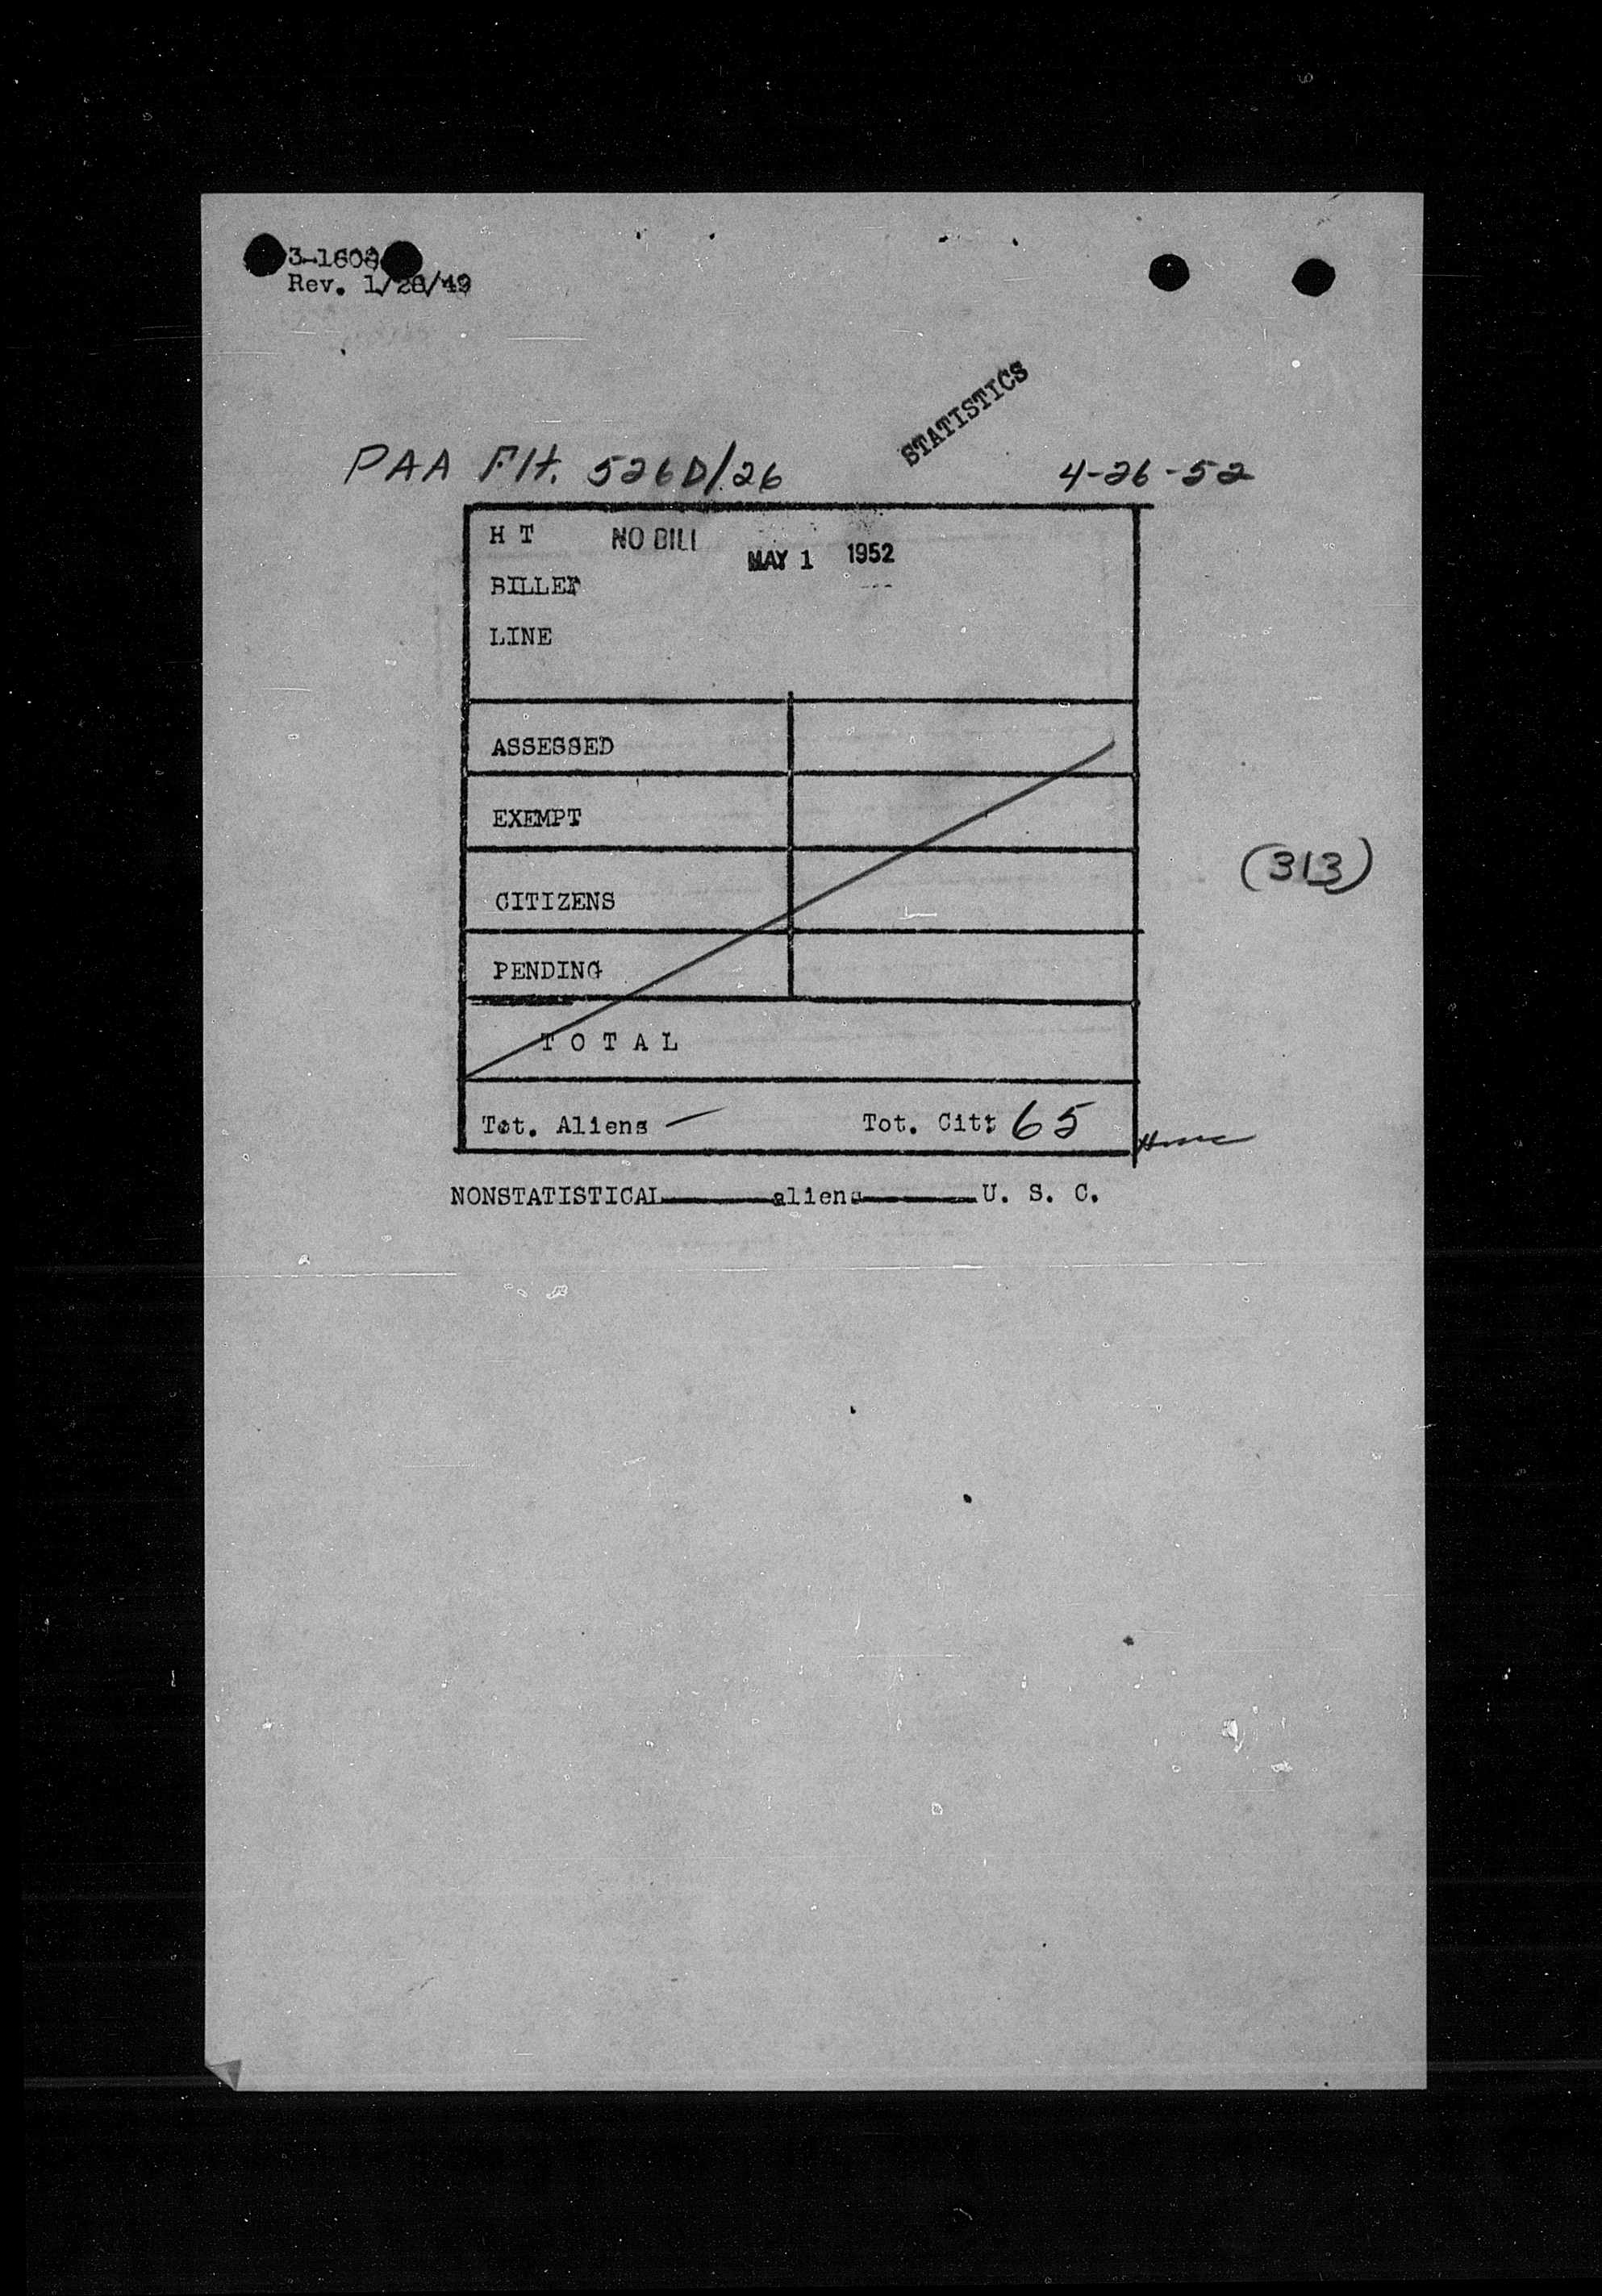 3-1608
Rev. 1/28/49
STATISTICS
PAA Flt. 526D/26 4-26-52
H T NO BILL MAY 1 1952
BILLED
LINE
ASSESSED
EXEMPT
(313)
CITIZENS
PENDING
T O T A L
Tot. Aliens — Tot. Cit: 65
NONSTATISTICAL aliens U. S. C.